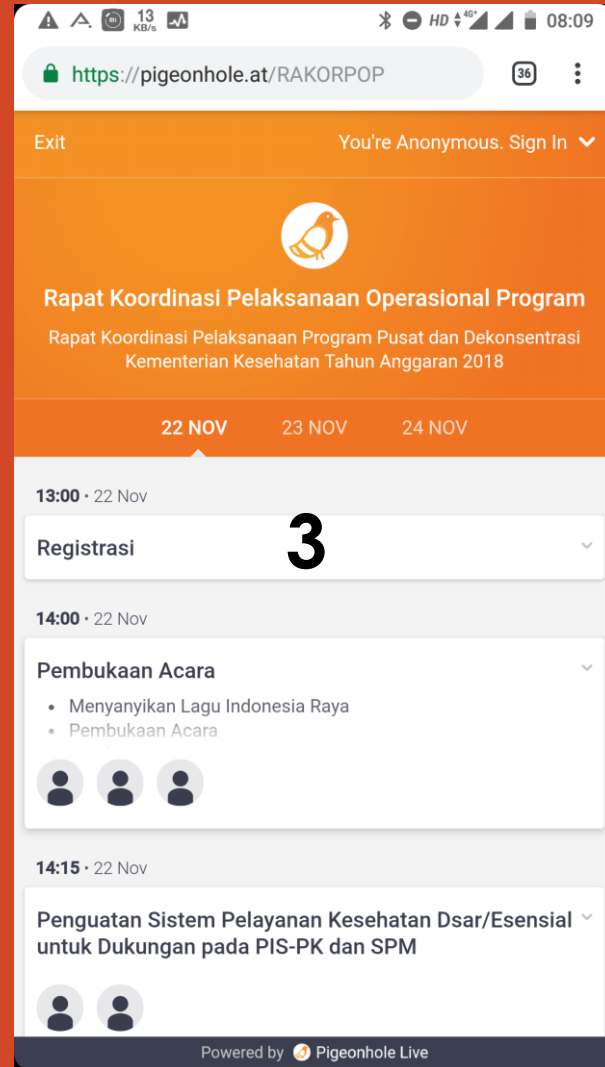 13 KB/s HD 4G+ 08:09
https://pigeonhole.at/RAKORPOP 36
Exit You're Anonymous. Sign In
Rapat Koordinasi Pelaksanaan Operasional Program
Rapat Koordinasi Pelaksanaan Program Pusat dan Dekonsentrasi
Kementerian Kesehatan Tahun Anggaran 2018
22 NOV 23 NOV 24 NOV
13:00 • 22 Nov
Registrasi 3
14:00 • 22 Nov
Pembukaan Acara
• Menyanyikan Lagu Indonesia Raya
• Pembukaan Acara
14:15 • 22 Nov
Penguatan Sistem Pelayanan Kesehatan Dsar/Esensial
untuk Dukungan pada PIS-PK dan SPM
Powered by Pigeonhole Live